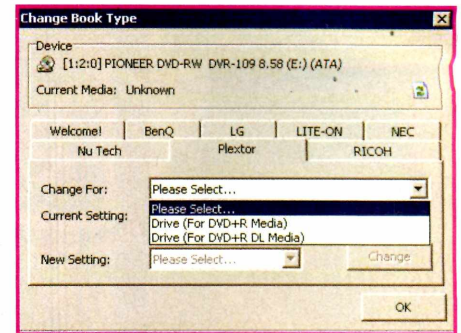 Change Book Type
Device
[1:2:0] PIONEER DVD-RW DVR-109 8.58 (E:) (ATA)
Current Media: Unknown
Welcome! BenQ LG LITE-ON NEC
Nu Tech Plextor RICOH
Change For: Please Select...
Please Select...
Current Setting: Drive (For DVD+R Media)
Drive (For DVD+R DL Media)
New Setting: Please Select... Change
OK